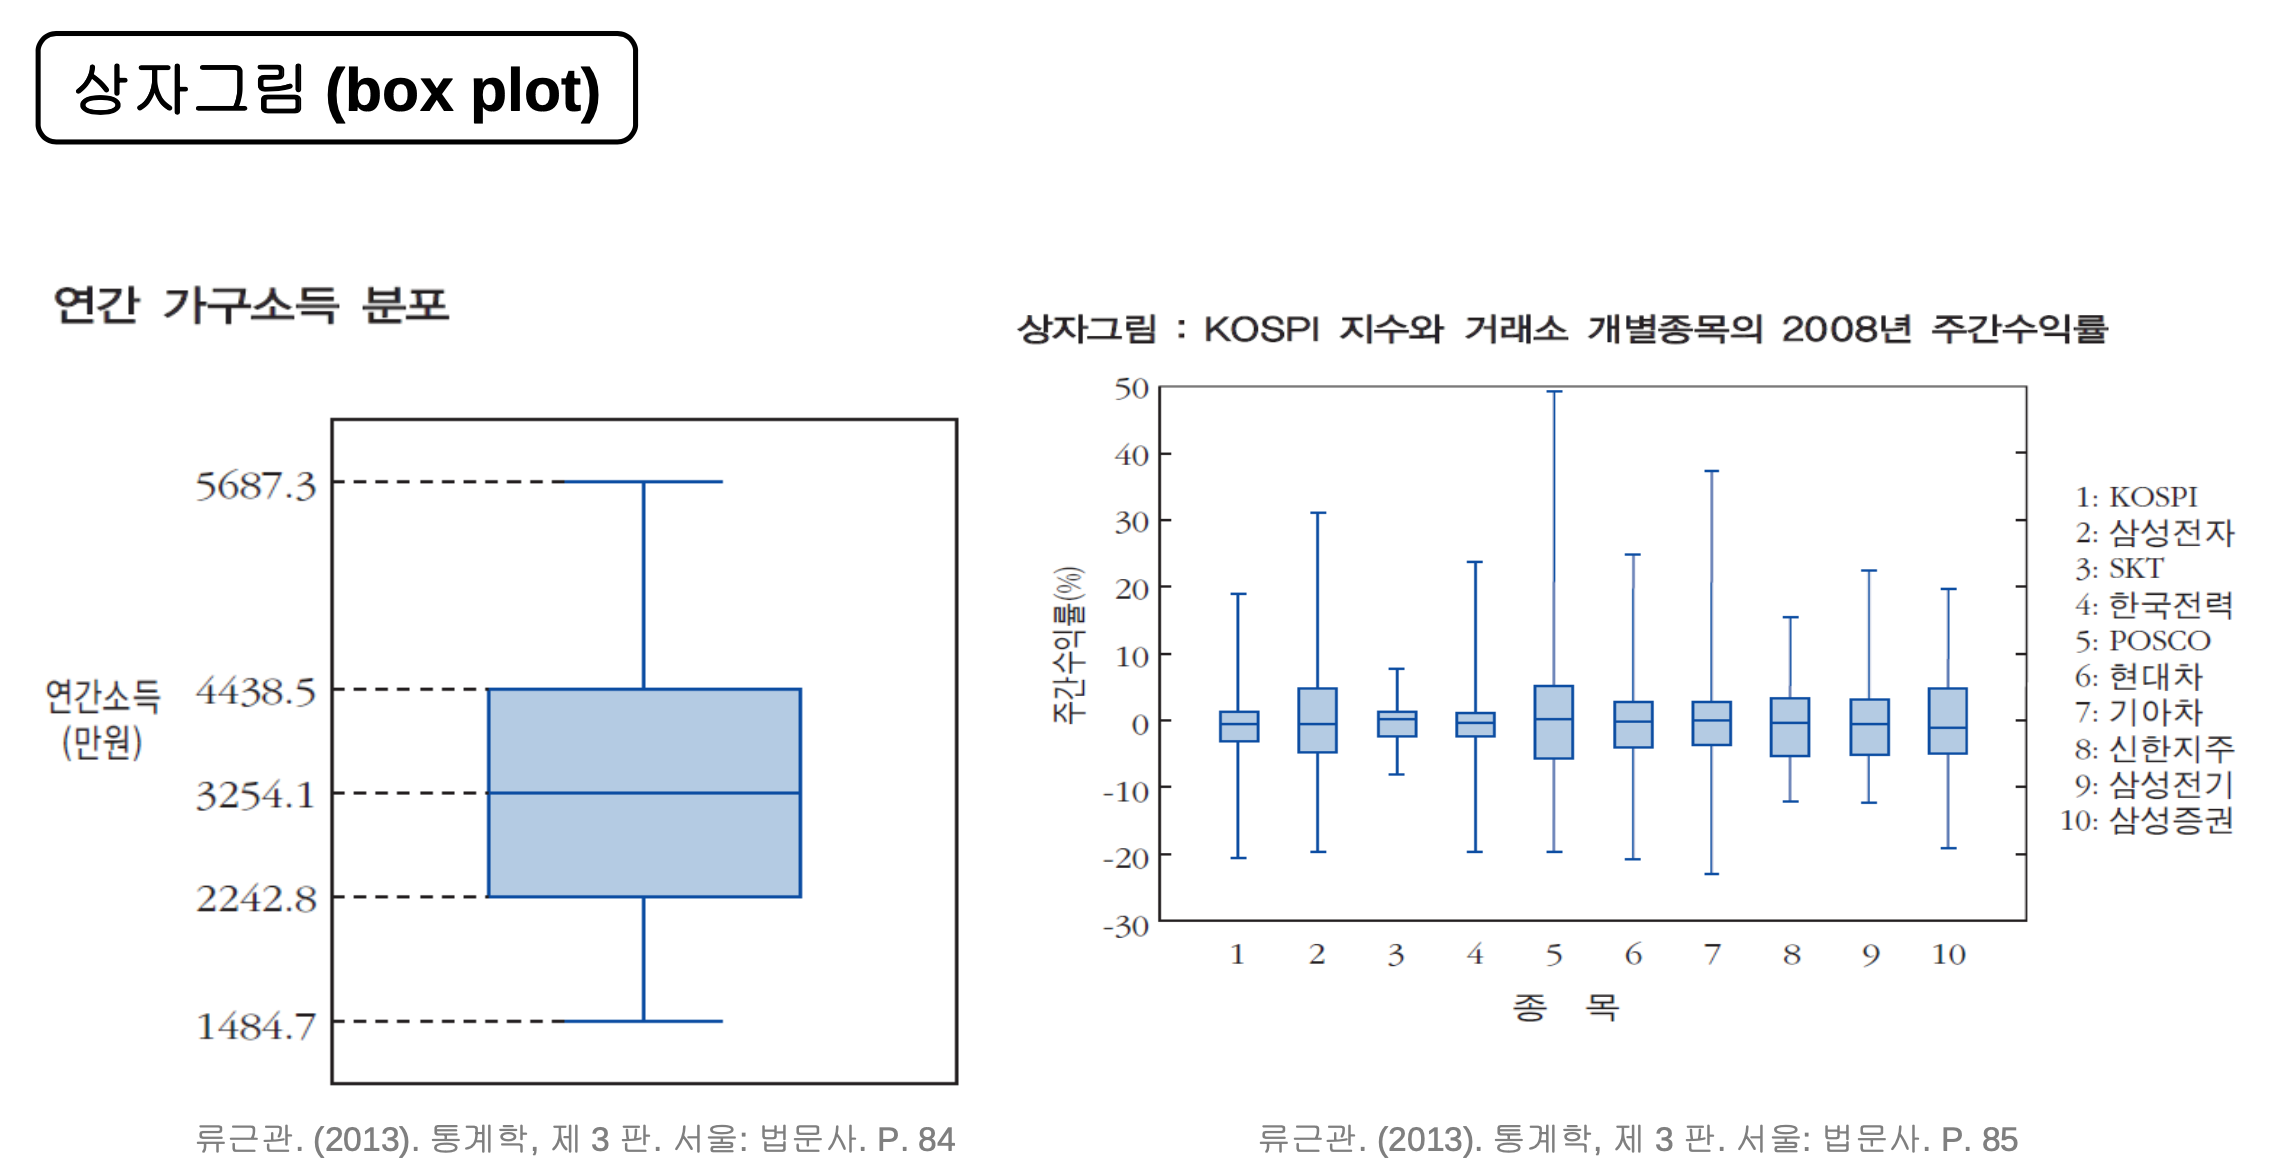 상자그림 (box plot)
연간 가구소득 분포
5687.3
4438.5
연간소득
(만원)
3254.1
2242.8
1484.7
류근관. (2013). 통계학, 제 3 판. 서울: 법문사. P. 84
상자그림 : KOSPI 지수와 거래소 개별종목의 2008년 주간수익률
주간수익률(%)
50
40
30
20
10
0
-10
-20
-30
1 2 3 4 5 6 7 8 9 10
종 목
1: KOSPI
2: 삼성전자
3: SKT
4: 한국전력
5: POSCO
6: 현대차
7: 기아차
8: 신한지주
9: 삼성전기
10: 삼성증권
류근관. (2013). 통계학, 제 3 판. 서울: 법문사. P. 85